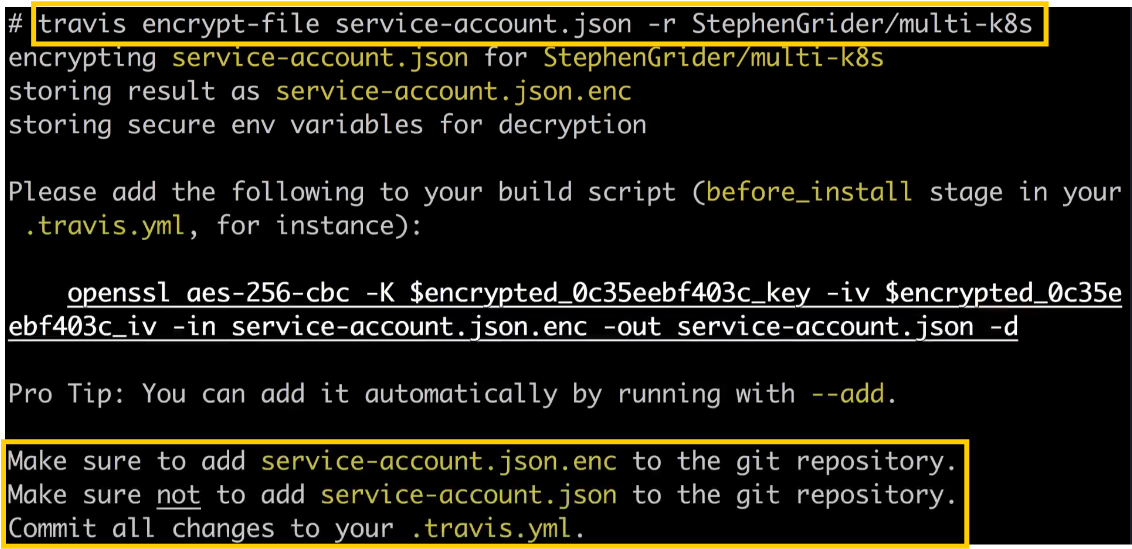 # travis encrypt-file service-account.json -r StephenGrider/multi-k8s
encrypting service-account.json for StephenGrider/multi-k8s
storing result as service-account.json.enc
storing secure env variables for decryption
Please add the following to your build script (before_install stage in your
.travis.yml, for instance):
openssl aes-256-cbc -K $encrypted_0c35eebf403c_key -iv $encrypted_0c35e
ebf403c_iv -in service-account.json.enc -out service-account.json -d
Pro Tip: You can add it automatically by running with --add.
Make sure to add service-account.json.enc to the git repository.
Make sure not to add service-account.json to the git repository.
Commit all changes to your .travis.yml.